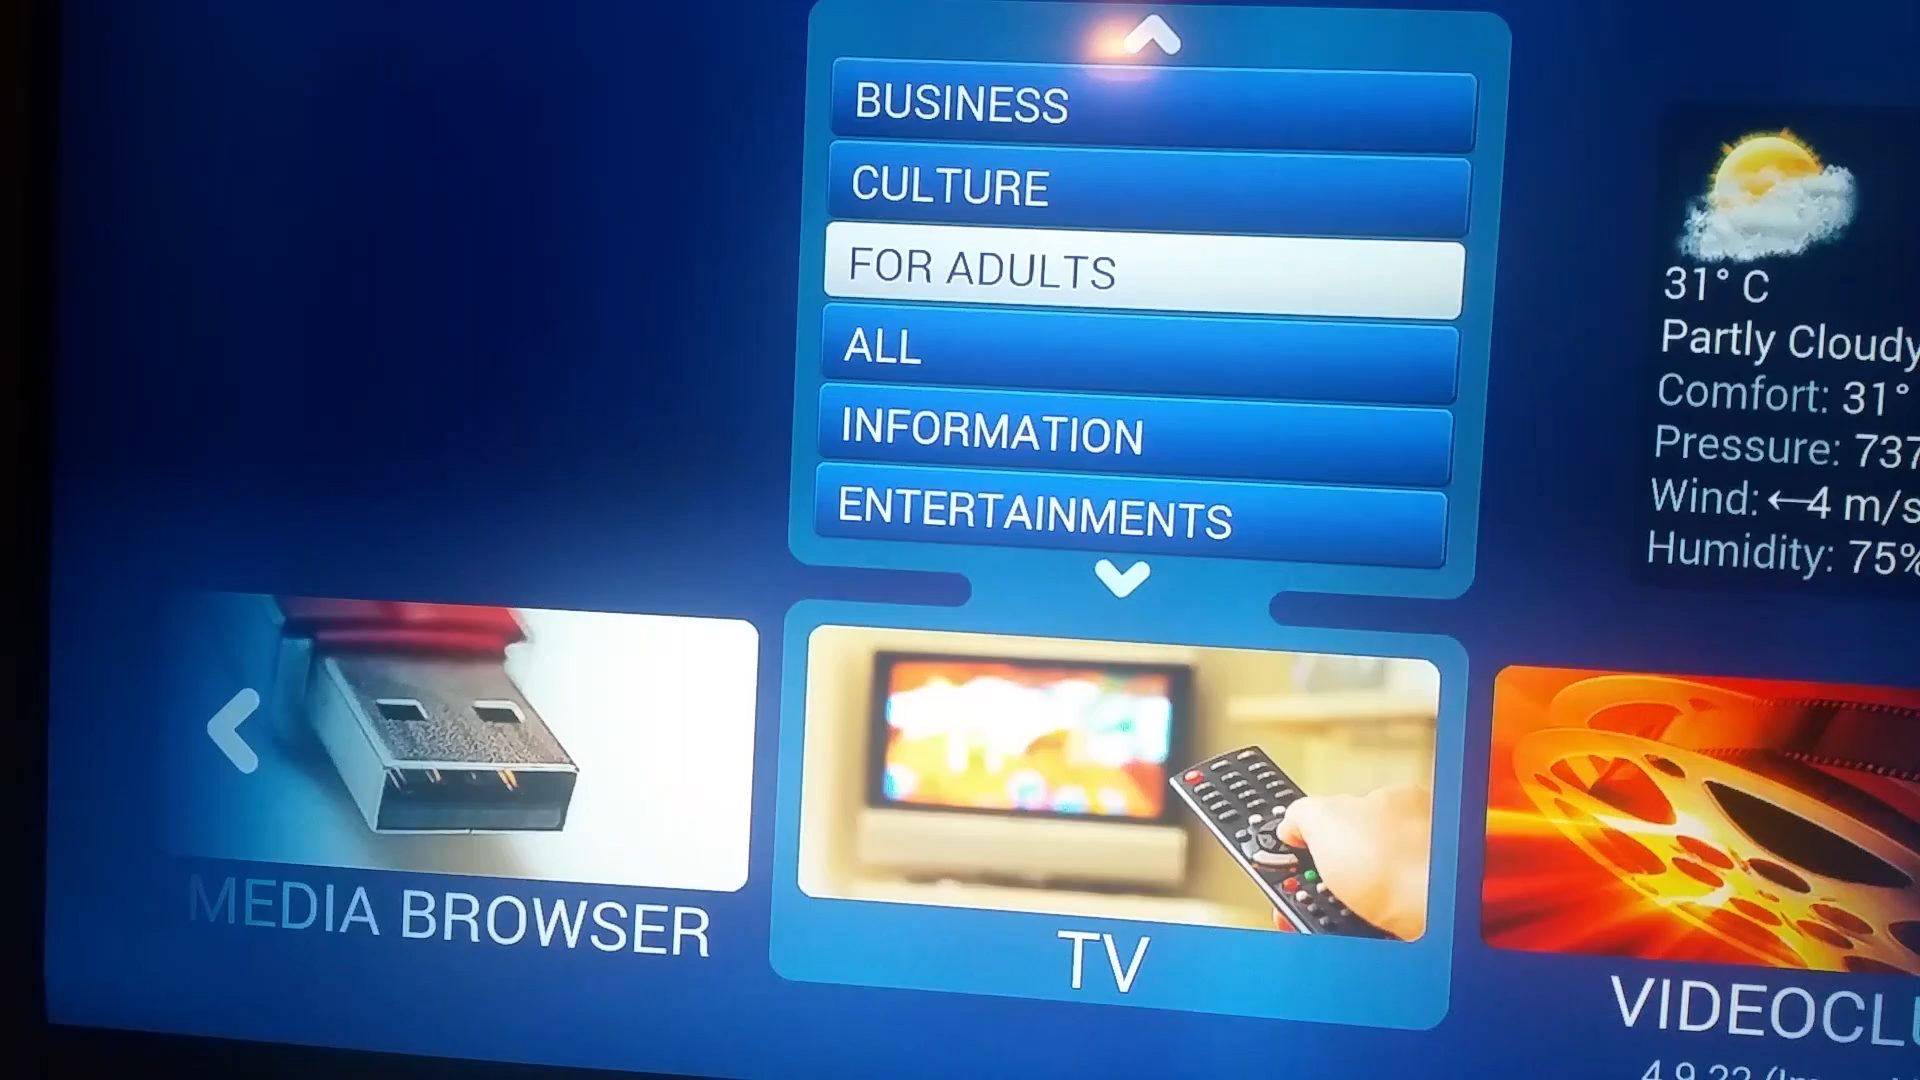 BUSINESS
CULTURE
FOR ADULTS
ALL
INFORMATION
ENTERTAINMENTS
31° C
Partly Cloudy
Comfort: 31°
Pressure: 737
Wind: ←4 m/s
Humidity: 75%
MEDIA BROWSER
TV
VIDEOCLU